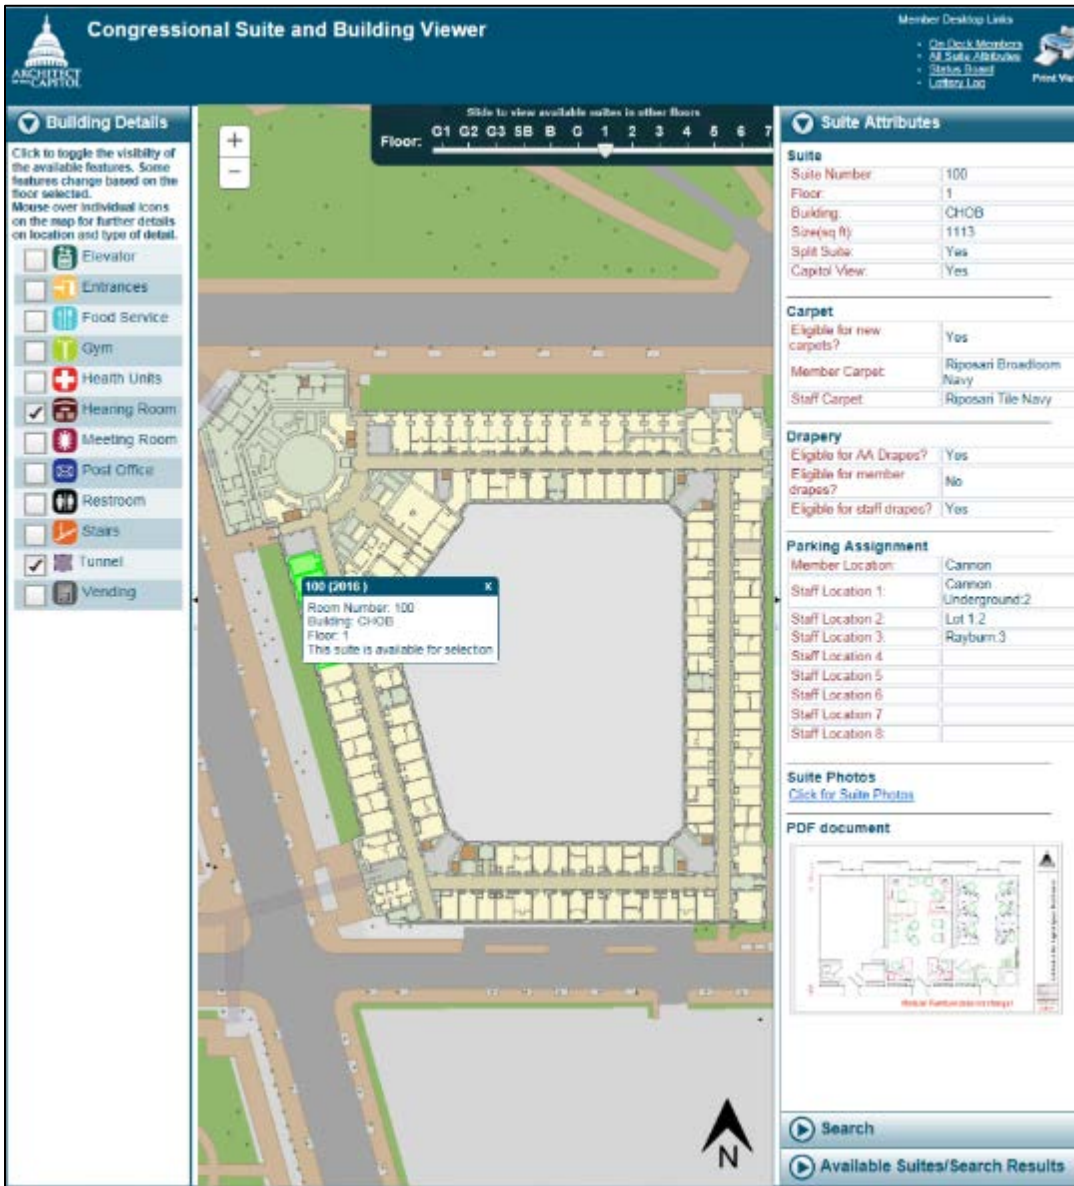 Congressional Suite and Building Viewer
ARCHITECT
OF THE CAPITOL
Member Desktop Links
On Deck Members
All Suite Attributes
Status Board
Lottery Log
Print
Building Details
Click to toggle the visibility of
the available features. Some
features change based on the
floor selected.
Mouse over individual icons
on the map for further details
on location and type of detail.
Elevator
Entrances
Food Service
Gym
Health Units
Hearing Room
Meeting Room
Post Office
Restroom
Stairs
Tunnel
Vending
+
−
Slide to view available suites in other floors
Floor: G1 G2 G3 SB B G 1 2 3 4 5 6 7
100 (2016 ) x
Room Number: 100
Building: CHOB
Floor: 1
This suite is available for selection
N
Suite Attributes
Suite
Suite Number: 100
Floor: 1
Building: CHOB
Size(sq ft): 1113
Split Suite: Yes
Capitol View: Yes
Carpet
Eligible for new
carpets? Yes
Member Carpet: Riposari Broadloom
Navy
Staff Carpet: Riposari Tile Navy
Drapery
Eligible for AA Drapes? Yes
Eligible for member
drapes? No
Eligible for staff drapes? Yes
Parking Assignment
Member Location: Cannon
Staff Location 1: Cannon
Underground:2
Staff Location 2: Lot 1:2
Staff Location 3: Rayburn:3
Staff Location 4:
Staff Location 5:
Staff Location 6:
Staff Location 7:
Staff Location 8:
Suite Photos
Click for Suite Photos
PDF document
Search
Available Suites/Search Results